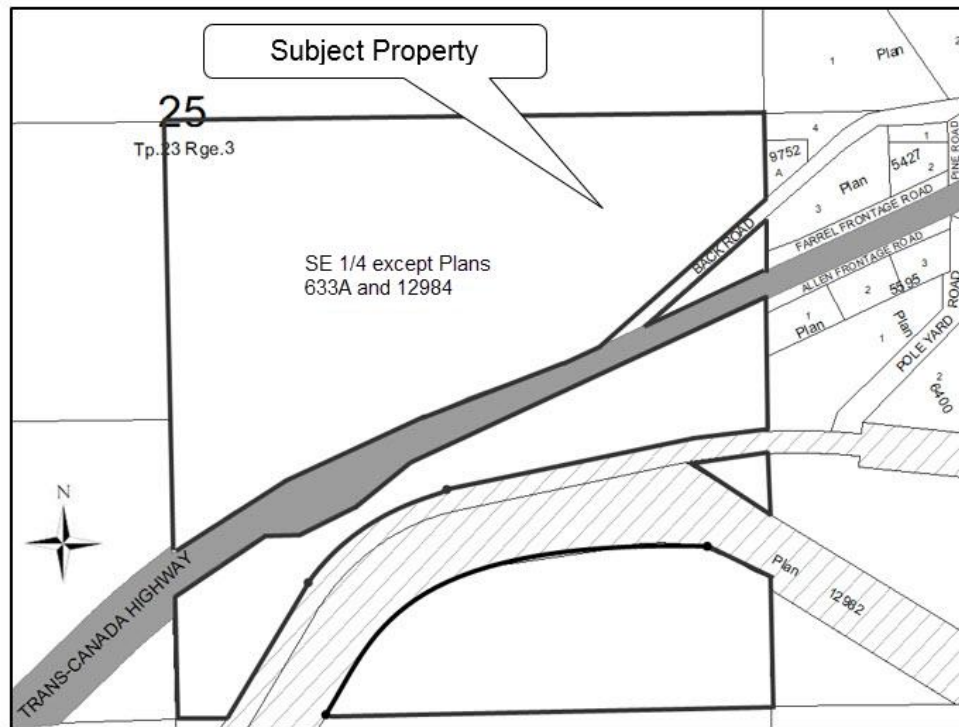 Subject Property
25
Tp.23 Rge.3
SE 1/4 except Plans
633A and 12984
1
Plan
2
4
9752
A
Plan
3
5427
1
2
PINE ROAD
BACK ROAD
FARREL FRONTAGE ROAD
ALLEN FRONTAGE ROAD
1
Plan
2
5595
3
1
Plan
POLE YARD ROAD
2
6400
N
TRANS-CANADA HIGHWAY
Plan
12982